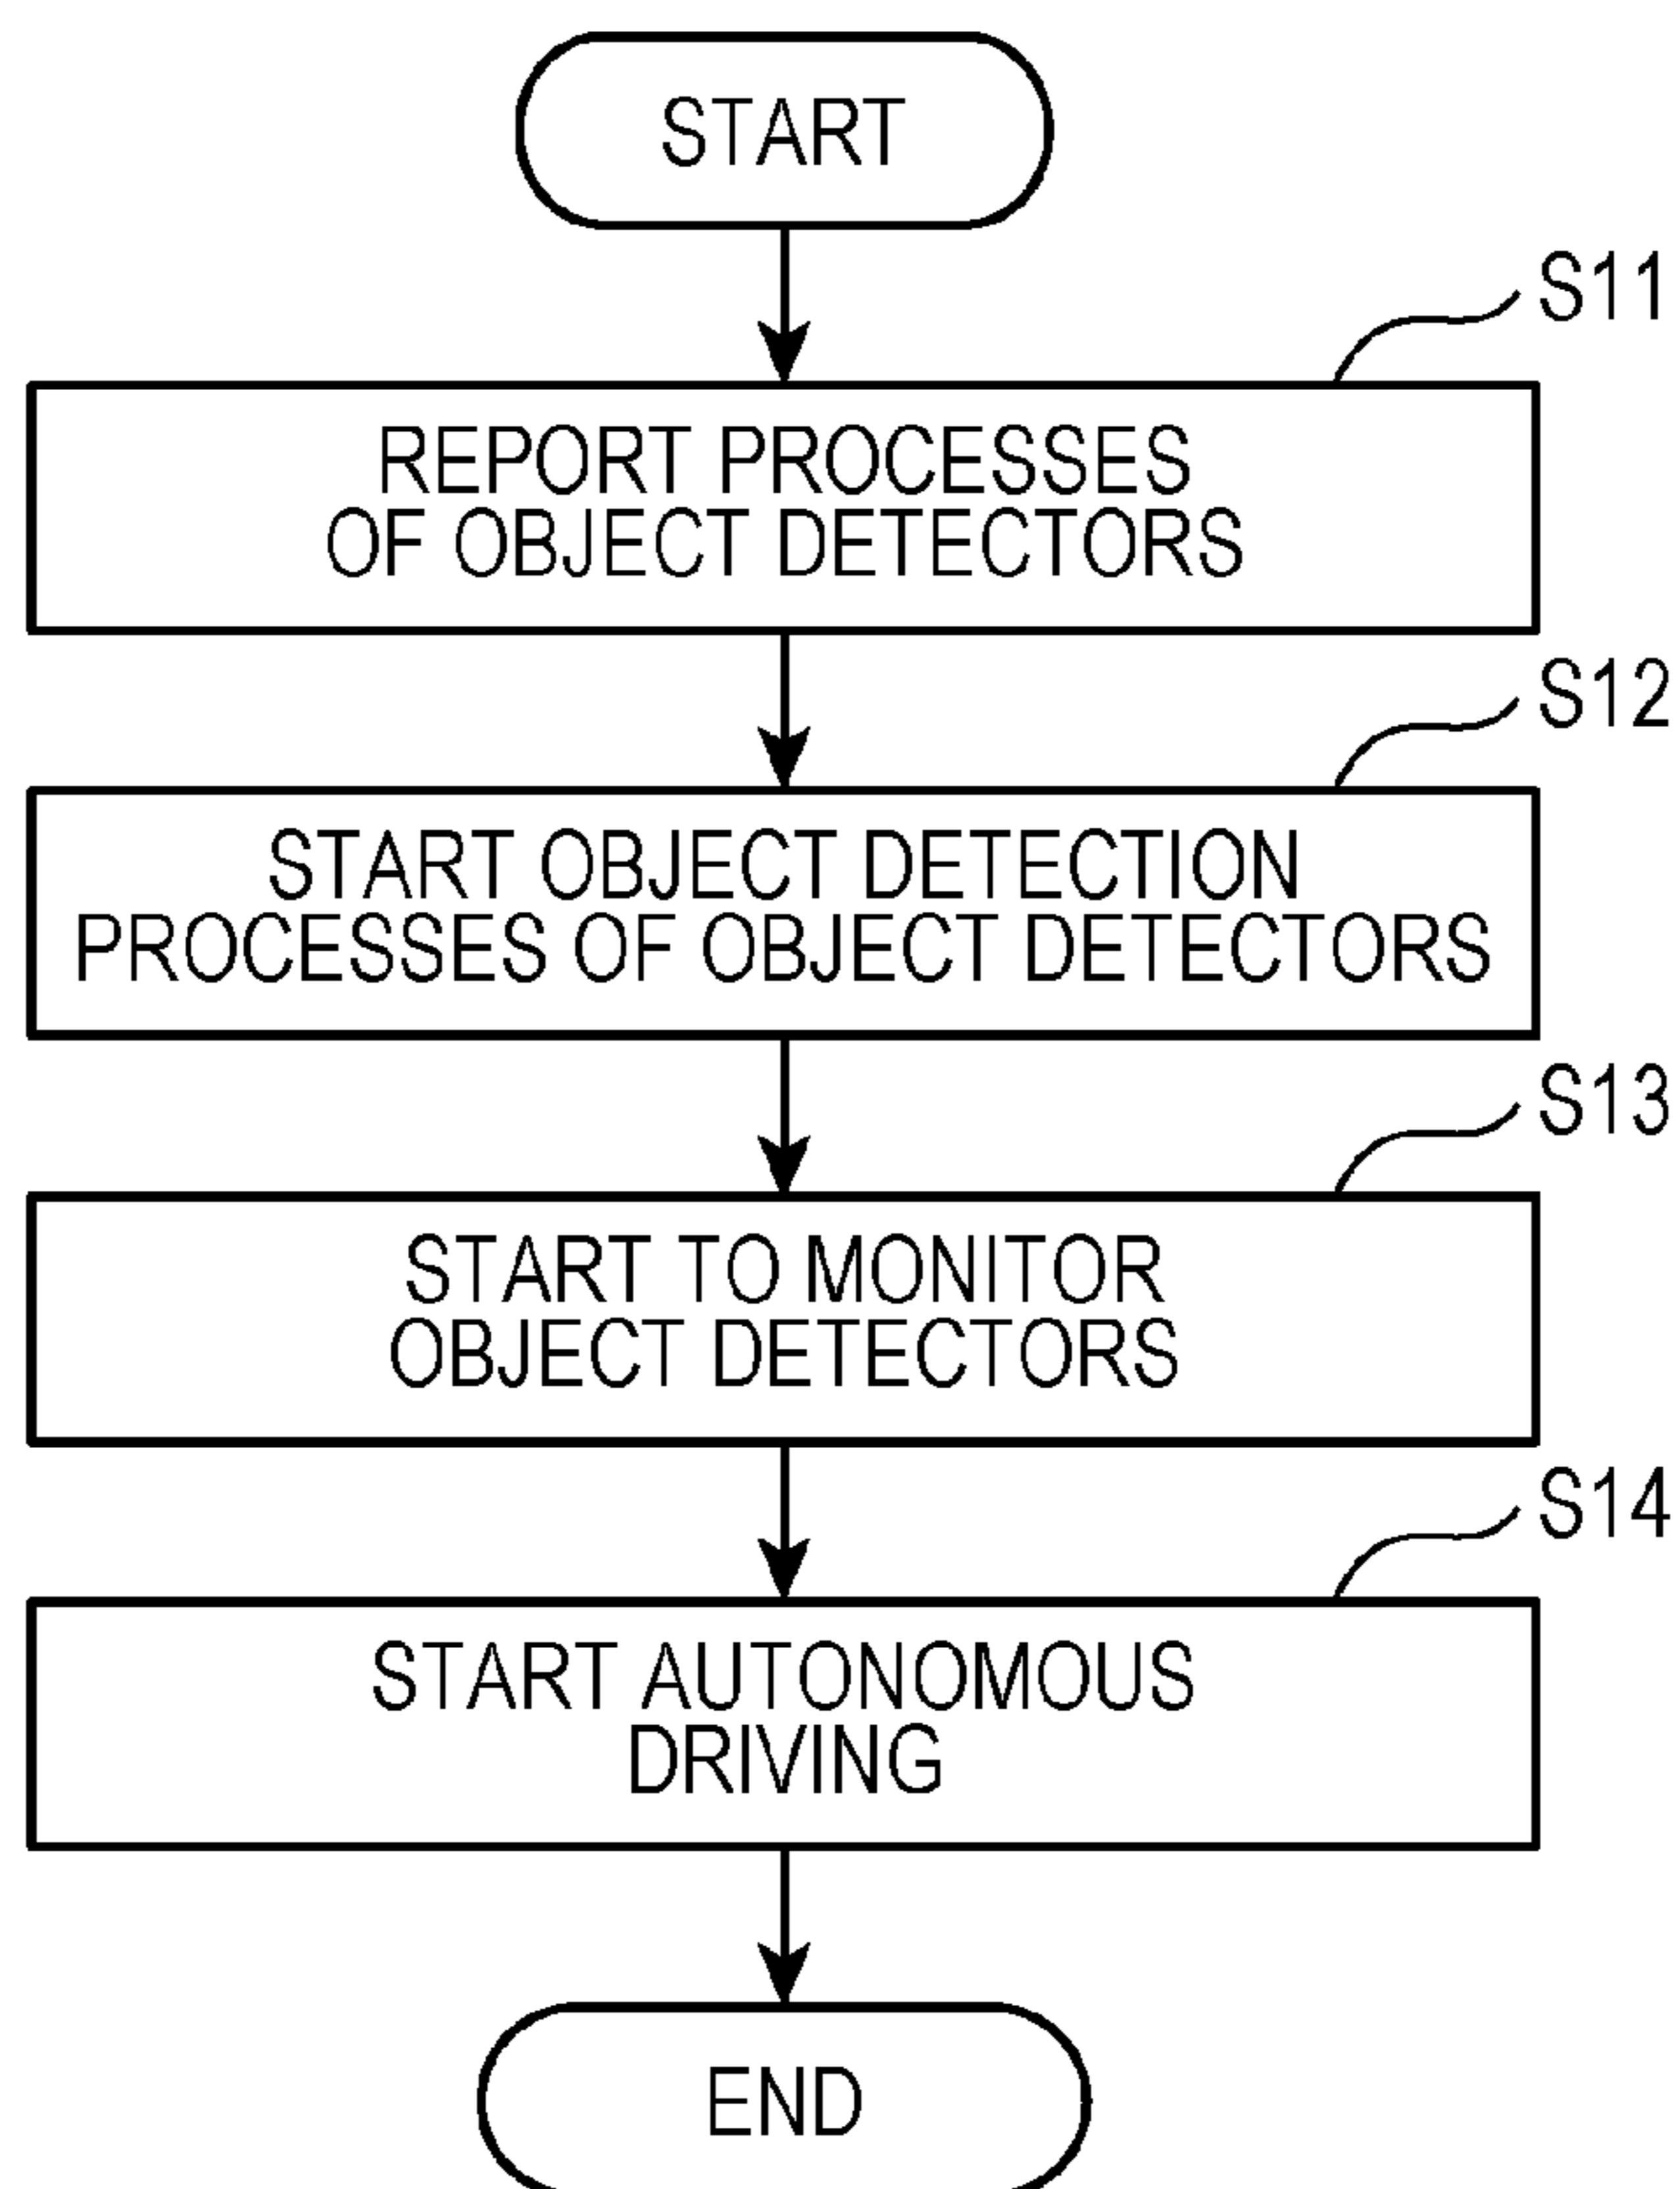 START
S11
REPORT PROCESSES
OF OBJECT DETECTORS
S12
START OBJECT DETECTION
PROCESSES OF OBJECT DETECTORS
S13
START TO MONITOR
OBJECT DETECTORS
S14
START AUTONOMOUS
DRIVING
END